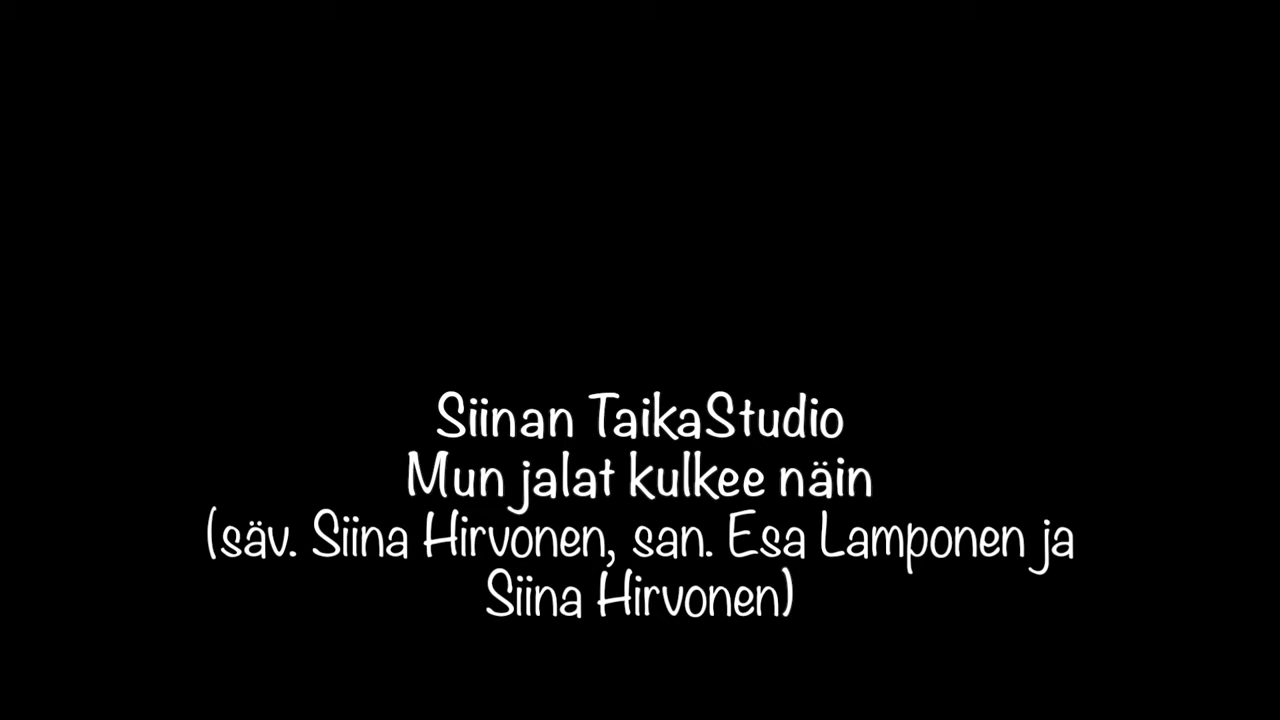 Siinan TaikaStudio
Mun jalat kulkee näin
(säv. Siina Hirvonen, san. Esa Lamponen ja
Siina Hirvonen)